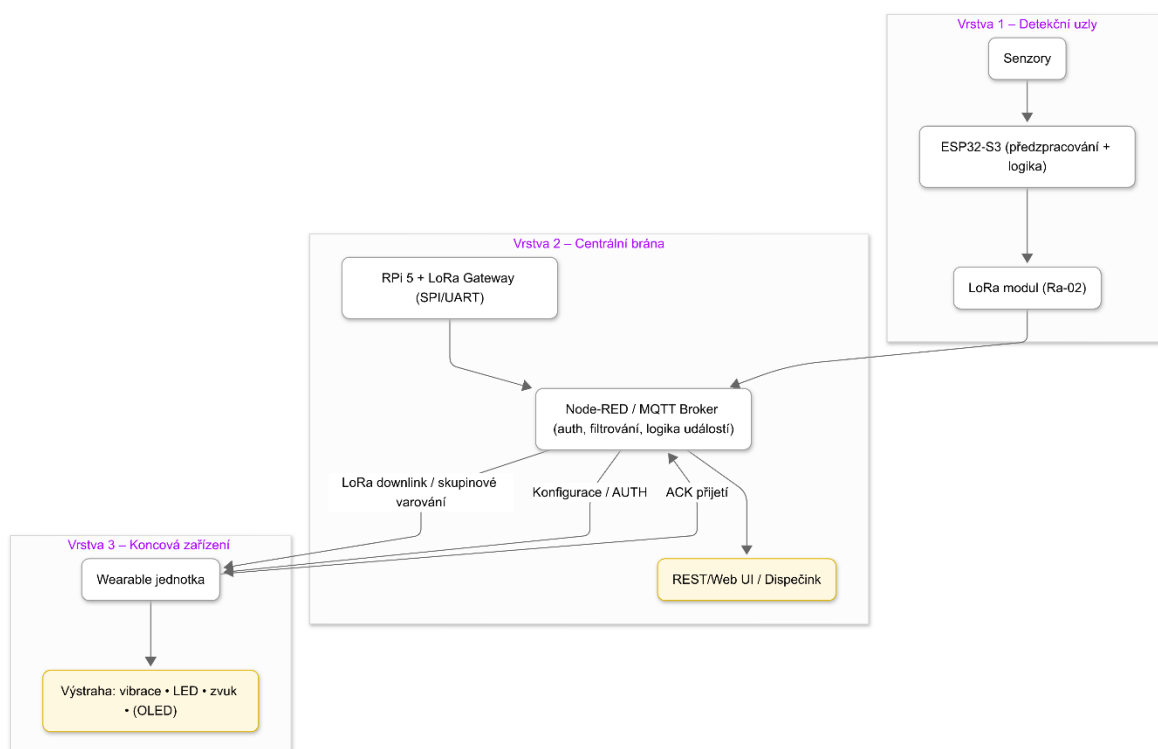 Vrstva 1 – Detekční uzly
Senzory
ESP32-S3 (předzpracování +
logika)
LoRa modul (Ra-02)
Vrstva 2 – Centrální brána
RPi 5 + LoRa Gateway
(SPI/UART)
Node-RED / MQTT Broker
(auth, filtrování, logika událostí)
LoRa downlink / skupinové
varování
Konfigurace / AUTH
ACK přijetí
REST/Web UI / Dispečink
Vrstva 3 – Koncová zařízení
Wearable jednotka
Výstraha: vibrace • LED • zvuk
• (OLED)